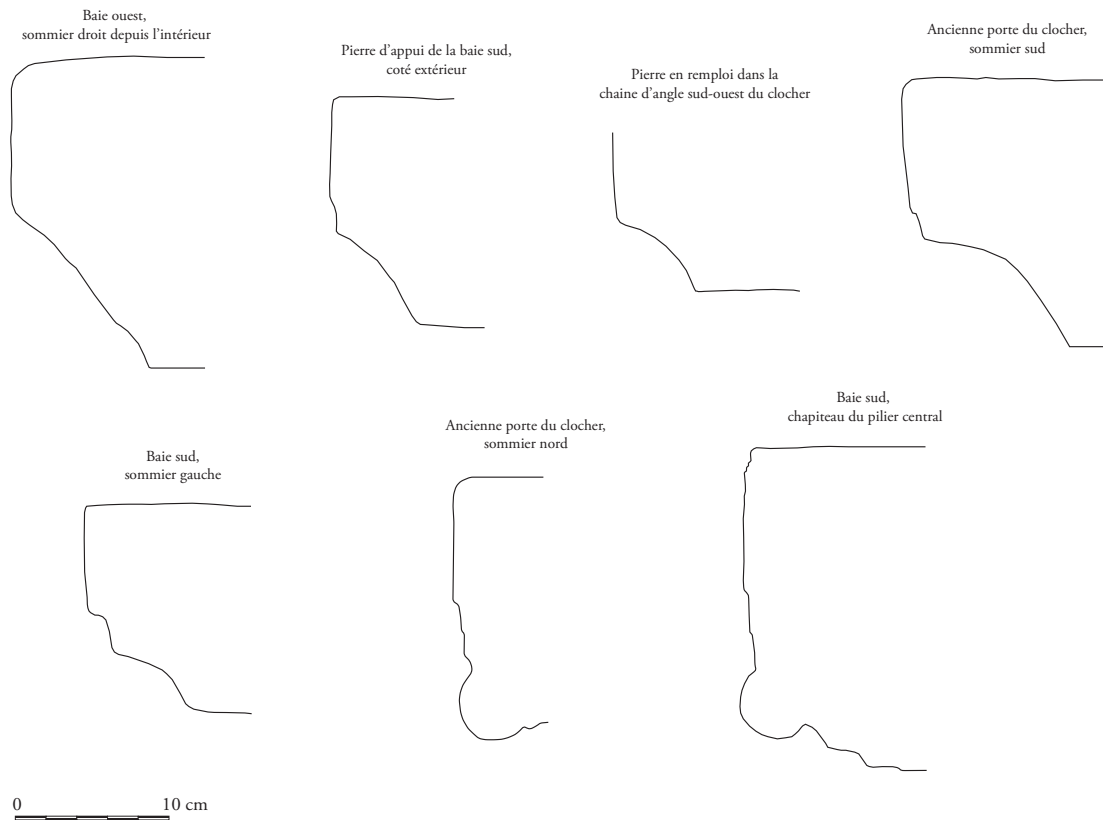 Baie ouest,
sommier droit depuis l'intérieur
Pierre d'appui de la baie sud,
coté extérieur
Pierre en remploi dans la
chaine d'angle sud-ouest du clocher
Ancienne porte du clocher,
sommier sud
Baie sud,
sommier gauche
Ancienne porte du clocher,
sommier nord
Baie sud,
chapiteau du pilier central
0 10 cm